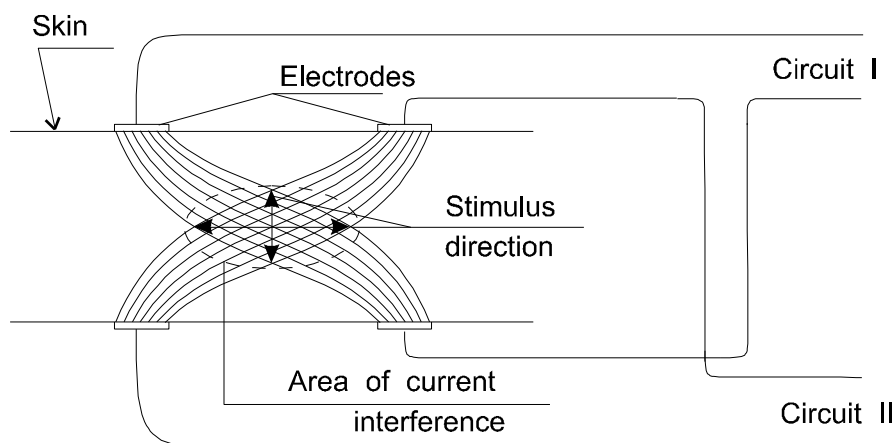 Skin
Electrodes
Circuit I
Stimulus
direction
Area of current
interference
Circuit II